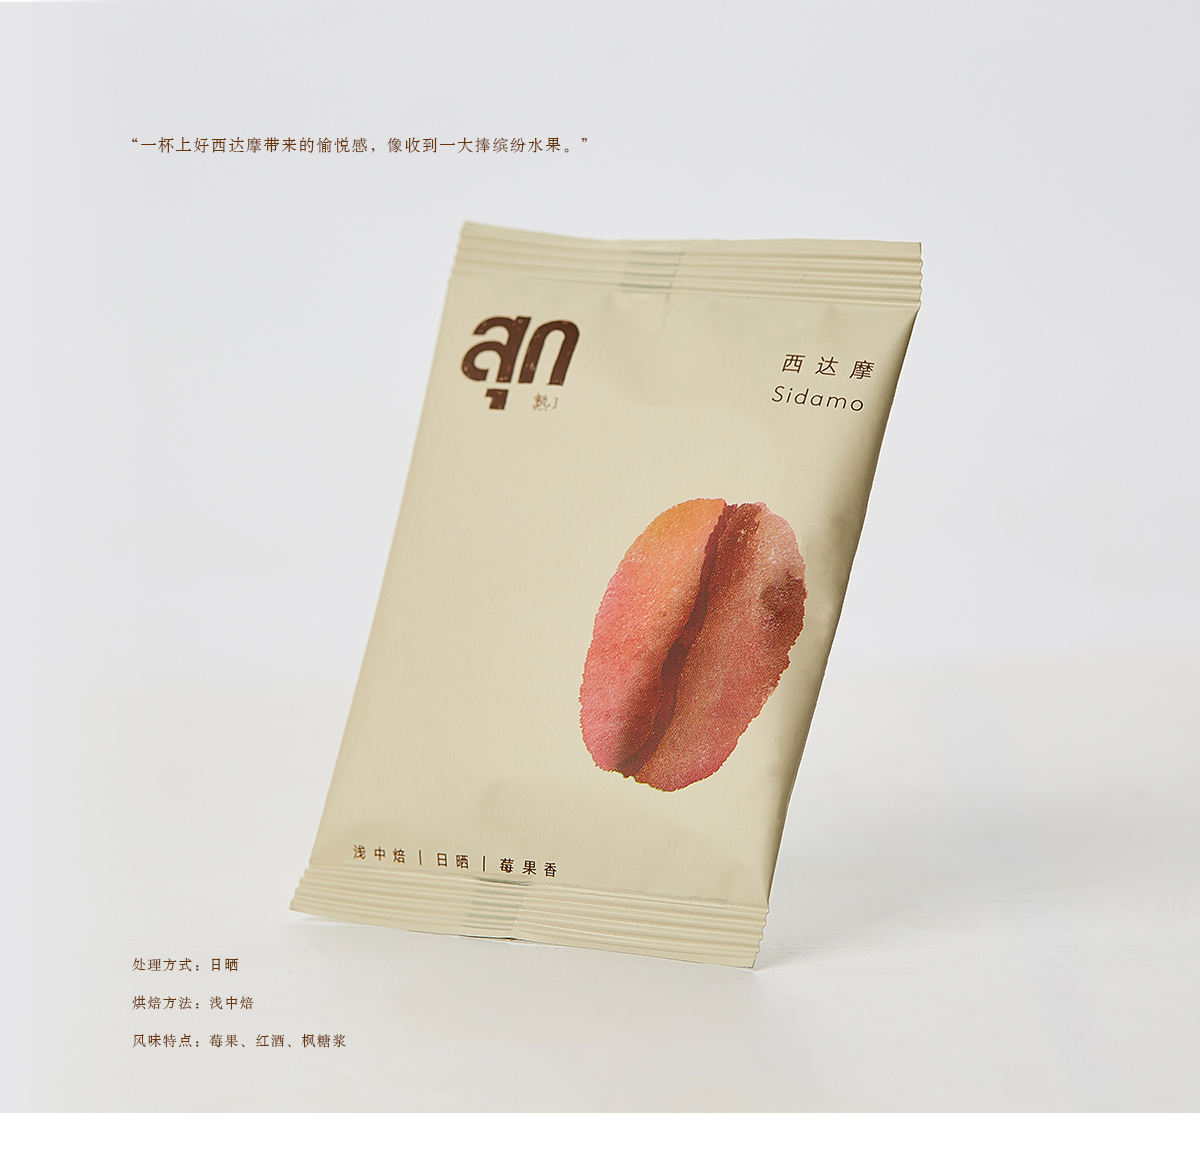 “一杯上好西达摩带来的愉悦感，像收到一大捧缤纷水果。”
สุก
熟了
西达摩
Sidamo
浅中焙 | 日晒 | 莓果香
处理方式：日晒
烘焙方法：浅中焙
风味特点：莓果、红酒、枫糖浆